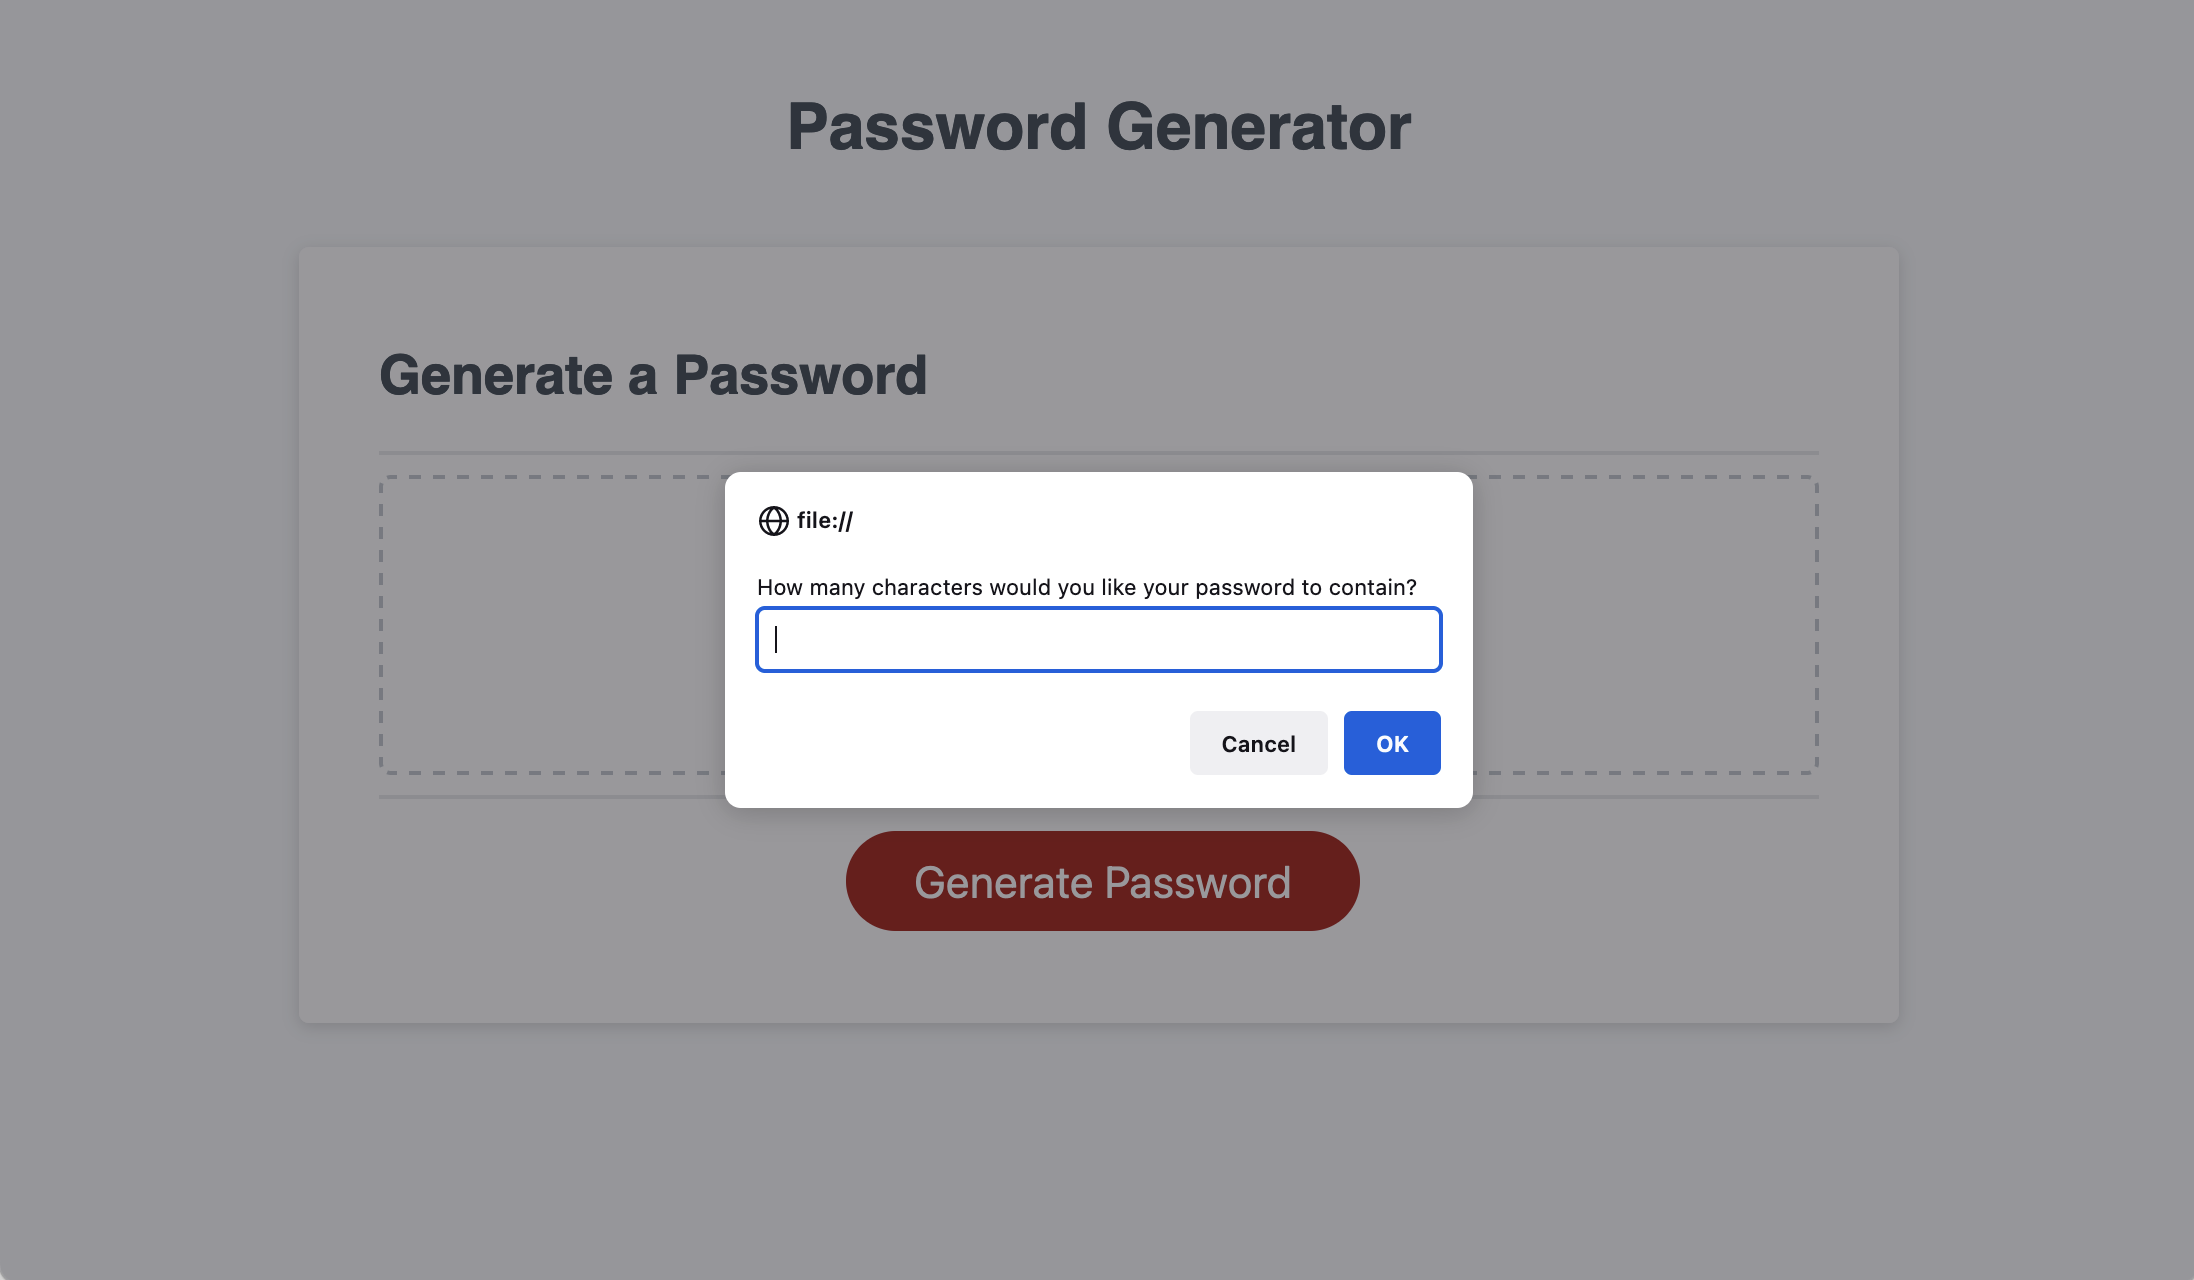 Password Generator
Generate a Password
file://
How many characters would you like your password to contain?
Cancel
OK
Generate Password